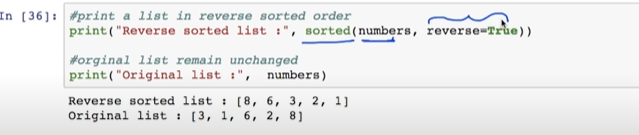 In [36]: #print a list in reverse sorted order
print("Reverse sorted list :", sorted(numbers, reverse=True))
#orginal list remain unchanged
print("Original list :", numbers)
Reverse sorted list : [8, 6, 3, 2, 1]
Original list : [3, 1, 6, 2, 8]